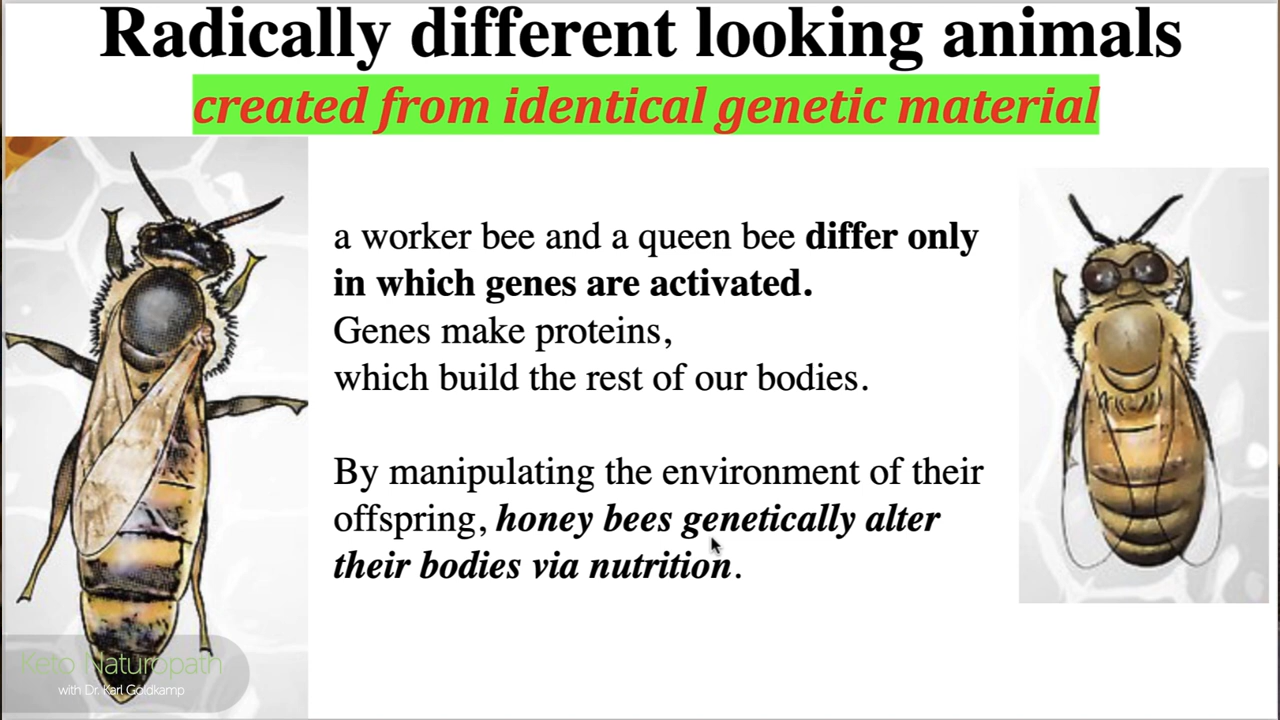 Radically different looking animals
created from identical genetic material
a worker bee and a queen bee differ only
in which genes are activated.
Genes make proteins,
which build the rest of our bodies.
By manipulating the environment of their
offspring, honey bees genetically alter
their bodies via nutrition.
Keto Naturopath
with Dr. Karl Goldkamp